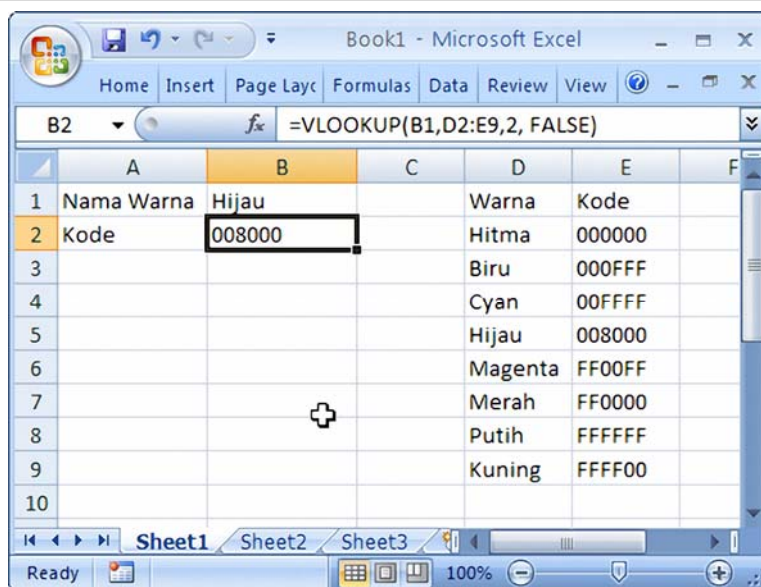 Book1 - Microsoft Excel
Home Insert Page Layc Formulas Data Review View
B2 fx =VLOOKUP(B1,D2:E9,2, FALSE)
A B C D E F
1 Nama Warna Hijau Warna Kode
2 Kode 008000 Hitma 000000
3 Biru 000FFF
4 Cyan 00FFFF
5 Hijau 008000
6 Magenta FF00FF
7 Merah FF0000
8 Putih FFFFFF
9 Kuning FFFF00
10
Sheet1 Sheet2 Sheet3
Ready 100%